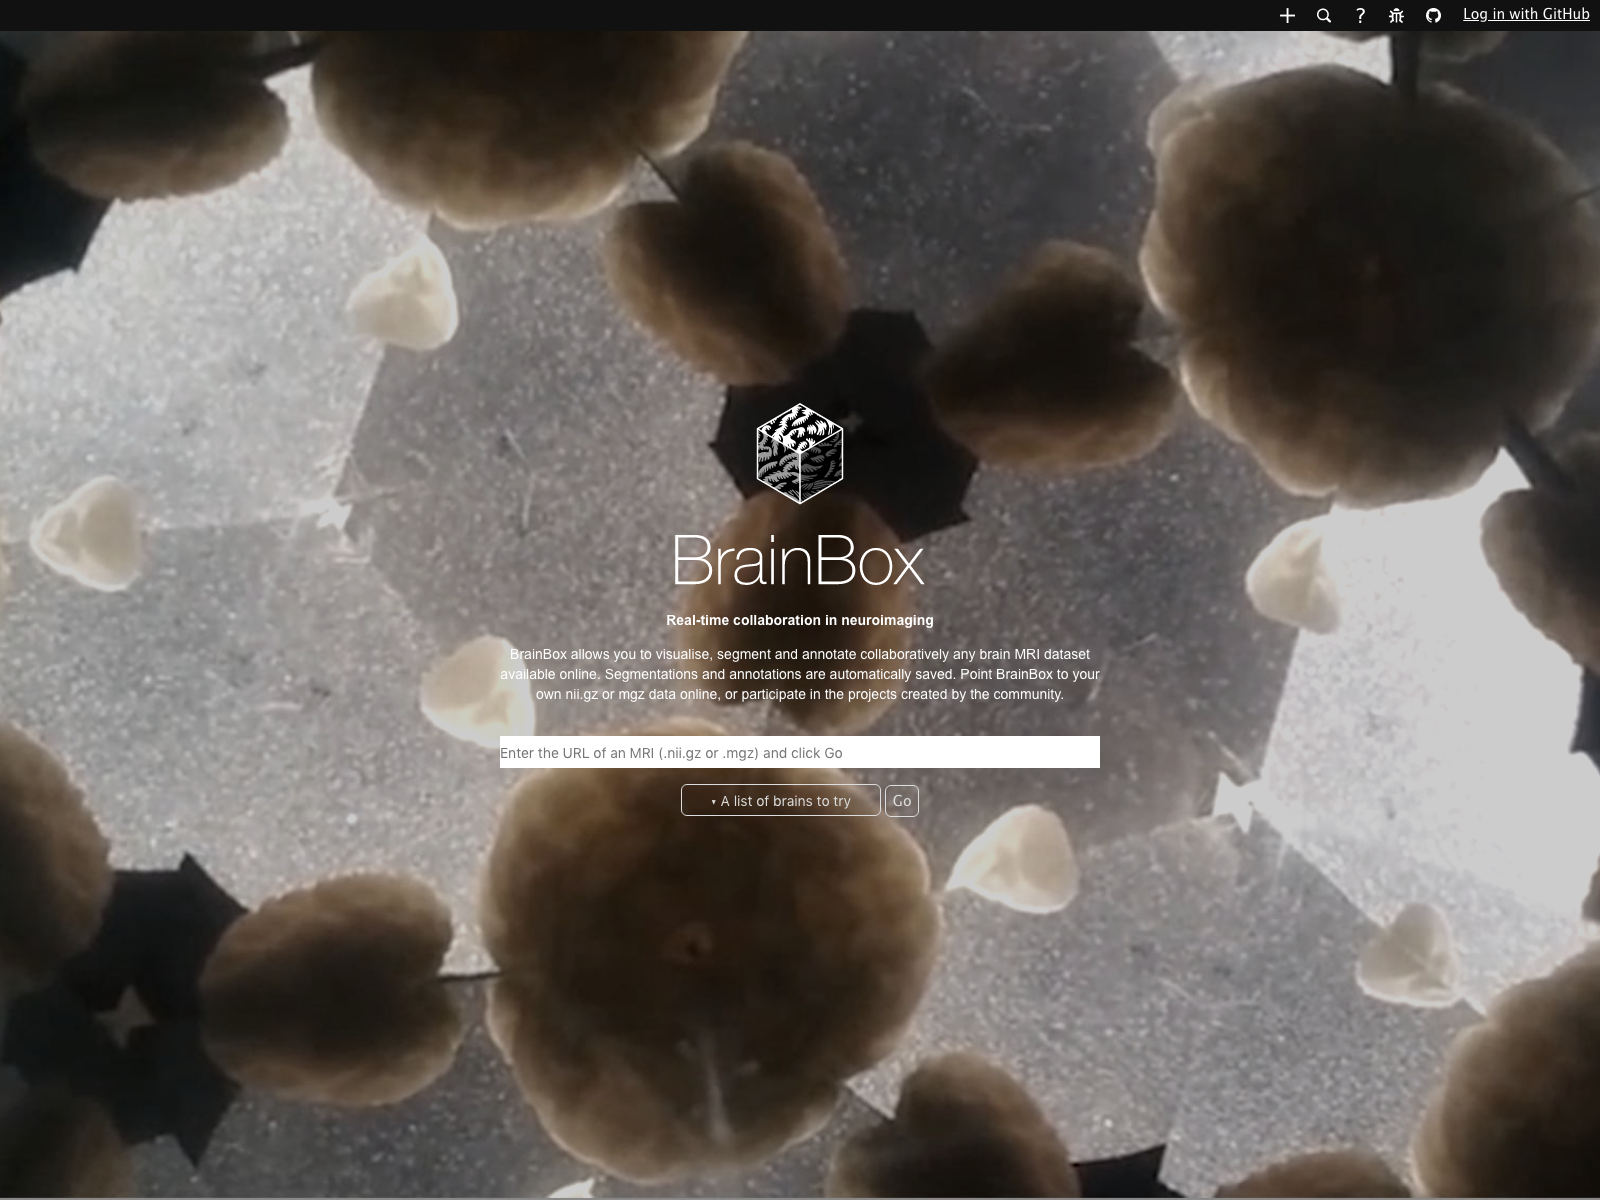 Log in with GitHub
BrainBox
Real-time collaboration in neuroimaging
BrainBox allows you to visualise, segment and annotate collaboratively any brain MRI dataset
available online. Segmentations and annotations are automatically saved. Point BrainBox to your
own nii.gz or mgz data online, or participate in the projects created by the community.
Enter the URL of an MRI (.nii.gz or .mgz) and click Go
▾ A list of brains to try
Go